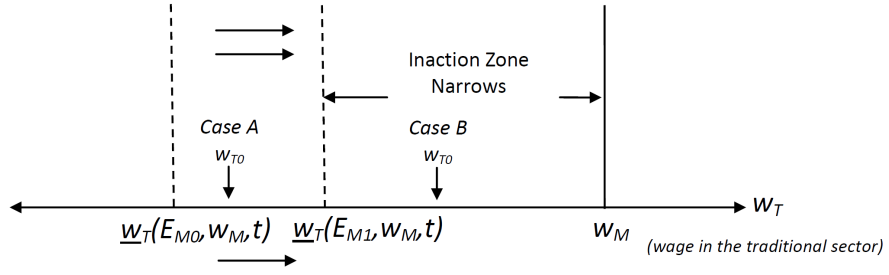 Inaction Zone
Narrows
Case A
w_T0
Case B
w_T0
w_T
w_T(E_M0,w_M,t)
w_T(E_M1,w_M,t)
w_M
(wage in the traditional sector)